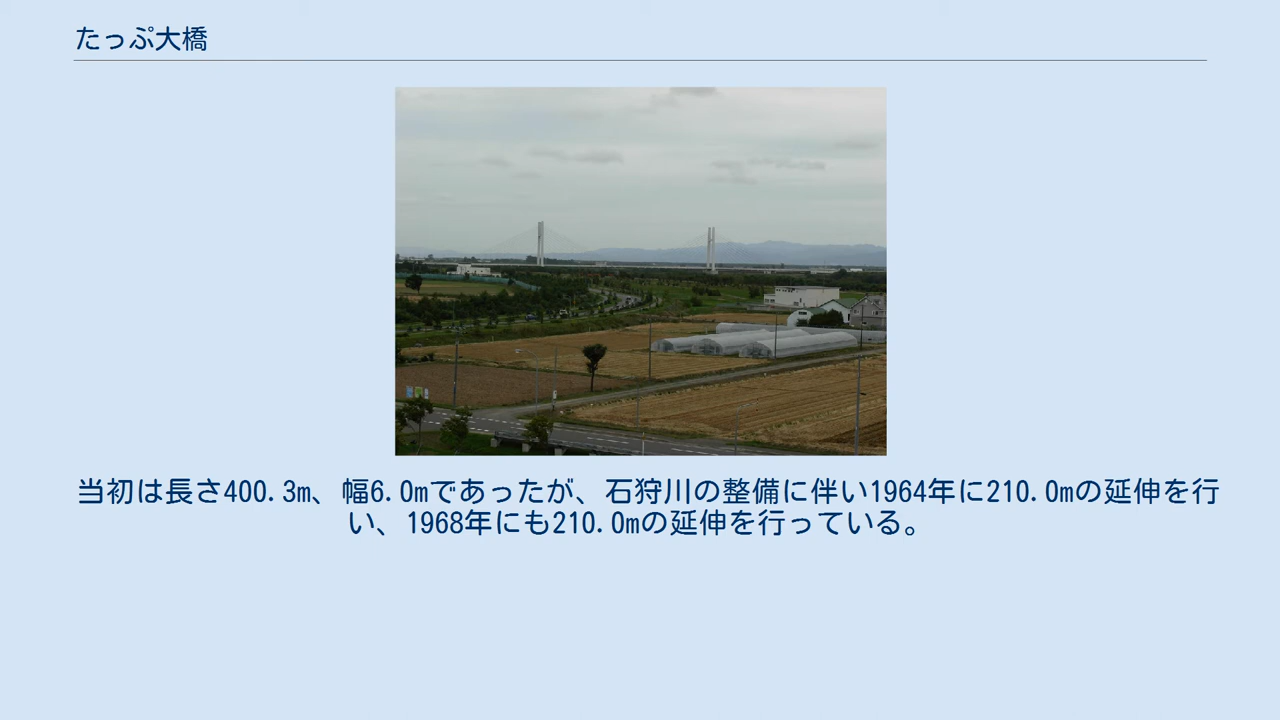 たっぷ大橋
当初は長さ400.3m、幅6.0mであったが、石狩川の整備に伴い1964年に210.0mの延伸を行
い、1968年にも210.0mの延伸を行っている。